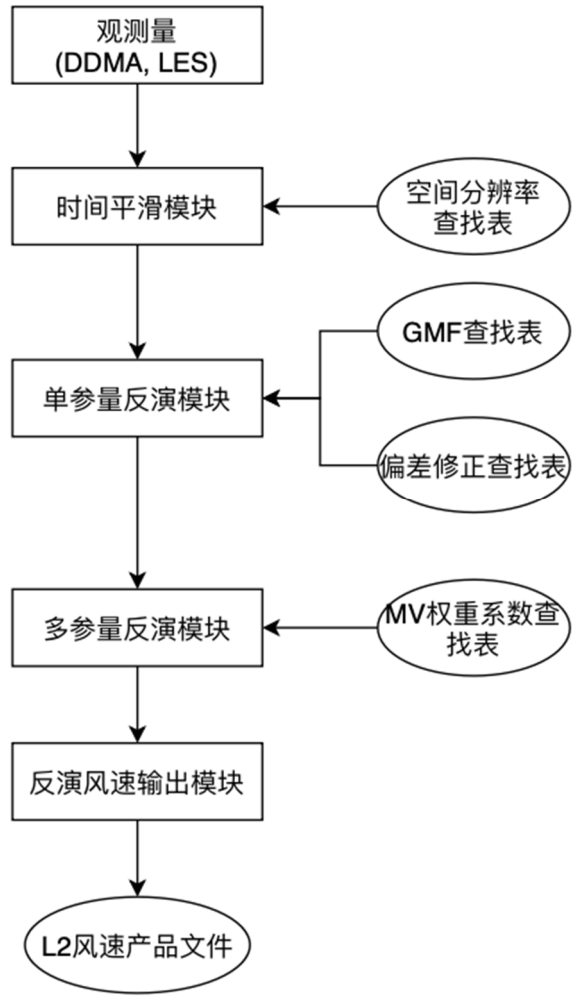 观测量
(DDMA, LES)
时间平滑模块
空间分辨率
查找表
GMF查找表
单参量反演模块
偏差修正查找表
多参量反演模块
MV权重系数查
找表
反演风速输出模块
L2风速产品文件